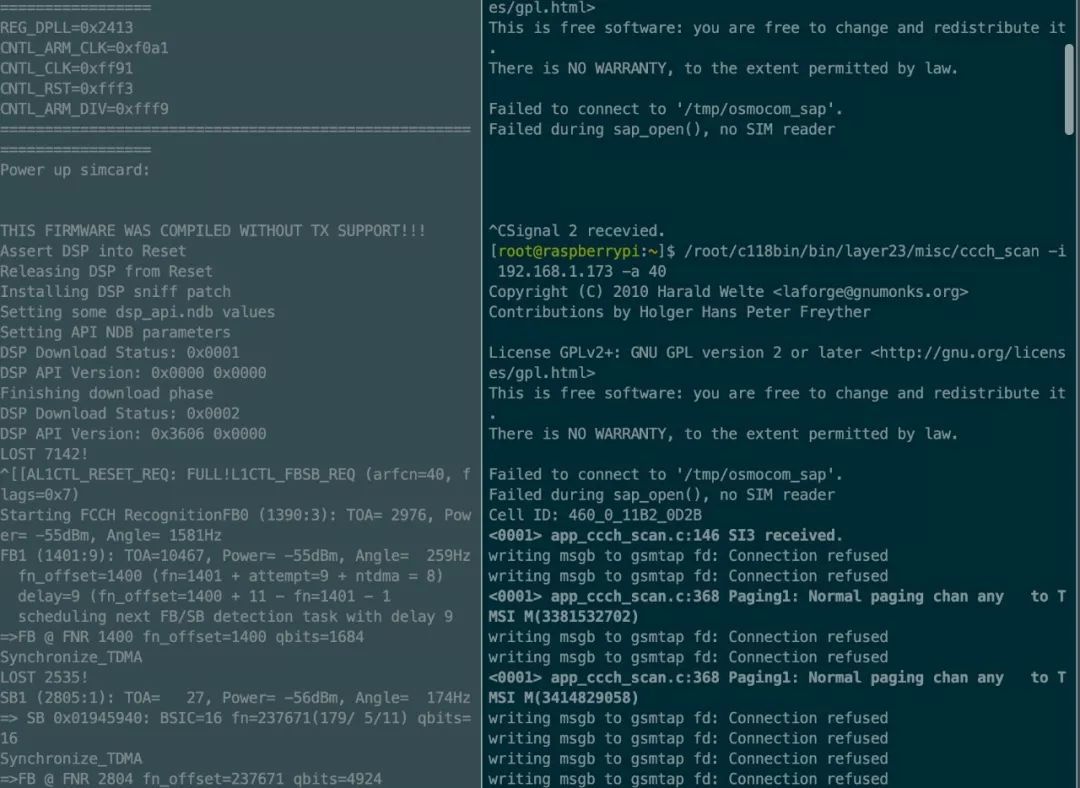 =================
REG_DPLL=0x2413
CNTL_ARM_CLK=0xf0a1
CNTL_CLK=0xff91
CNTL_RST=0xfff3
CNTL_ARM_DIV=0xfff9
=====================================================
=================
Power up simcard:
THIS FIRMWARE WAS COMPILED WITHOUT TX SUPPORT!!!
Assert DSP into Reset
Releasing DSP from Reset
Installing DSP sniff patch
Setting some dsp_api.ndb values
Setting API NDB parameters
DSP Download Status: 0x0001
DSP API Version: 0x0000 0x0000
Finishing download phase
DSP Download Status: 0x0002
DSP API Version: 0x3606 0x0000
LOST 7142!
^[[AL1CTL_RESET_REQ: FULL!L1CTL_FBSB_REQ (arfcn=40, f
lags=0x7)
Starting FCCH RecognitionFB0 (1390:3): TOA= 2976, Pow
er= -55dBm, Angle= 1581Hz
FB1 (1401:9): TOA=10467, Power= -55dBm, Angle=  259Hz
  fn_offset=1400 (fn=1401 + attempt=9 + ntdma = 8)
  delay=9 (fn_offset=1400 + 11 - fn=1401 - 1
  scheduling next FB/SB detection task with delay 9
=>FB @ FNR 1400 fn_offset=1400 qbits=1684
Synchronize_TDMA
LOST 2535!
SB1 (2805:1): TOA=   27, Power= -56dBm, Angle=  174Hz
=> SB 0x01945940: BSIC=16 fn=237671(179/ 5/11) qbits=
16
Synchronize_TDMA
=>FB @ FNR 2804 fn_offset=237671 qbits=4924
es/gpl.html>
This is free software: you are free to change and redistribute it
.
There is NO WARRANTY, to the extent permitted by law.
Failed to connect to '/tmp/osmocom_sap'.
Failed during sap_open(), no SIM reader
^CSignal 2 recevied.
[root@raspberrypi:~]$ /root/c118bin/bin/layer23/misc/ccch_scan -i
 192.168.1.173 -a 40
Copyright (C) 2010 Harald Welte <laforge@gnumonks.org>
Contributions by Holger Hans Peter Freyther
License GPLv2+: GNU GPL version 2 or later <http://gnu.org/licens
es/gpl.html>
This is free software: you are free to change and redistribute it
.
There is NO WARRANTY, to the extent permitted by law.
Failed to connect to '/tmp/osmocom_sap'.
Failed during sap_open(), no SIM reader
Cell ID: 460_0_11B2_0D2B
<0001> app_ccch_scan.c:146 SI3 received.
writing msgb to gsmtap fd: Connection refused
writing msgb to gsmtap fd: Connection refused
<0001> app_ccch_scan.c:368 Paging1: Normal paging chan any   to T
MSI M(3381532702)
writing msgb to gsmtap fd: Connection refused
writing msgb to gsmtap fd: Connection refused
<0001> app_ccch_scan.c:368 Paging1: Normal paging chan any   to T
MSI M(3414829058)
writing msgb to gsmtap fd: Connection refused
writing msgb to gsmtap fd: Connection refused
writing msgb to gsmtap fd: Connection refused
writing msgb to gsmtap fd: Connection refused